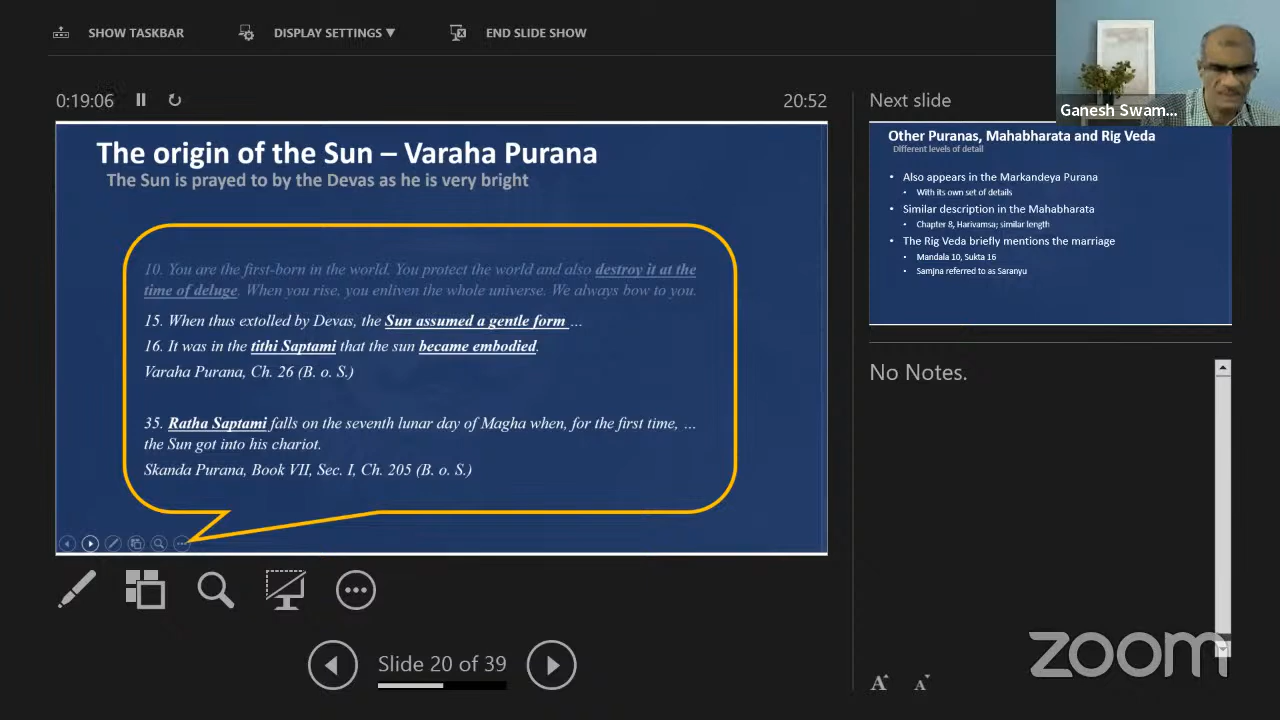 SHOW TASKBAR
DISPLAY SETTINGS ▼
END SLIDE SHOW
0:19:06
20:52
Next slide
Ganesh Swam...
The origin of the Sun – Varaha Purana
The Sun is prayed to by the Devas as he is very bright
10. You are the first-born in the world. You protect the world and also destroy it at the
time of deluge. When you rise, you enliven the whole universe. We always bow to you.
15. When thus extolled by Devas, the Sun assumed a gentle form ...
16. It was in the tithi Saptami that the sun became embodied.
Varaha Purana, Ch. 26 (B. o. S.)
35. Ratha Saptami falls on the seventh lunar day of Magha when, for the first time, ...
the Sun got into his chariot.
Skanda Purana, Book VII, Sec. I, Ch. 205 (B. o. S.)
Slide 20 of 39
Other Puranas, Mahabharata and Rig Veda
Different levels of detail
• Also appears in the Markandeya Purana
• With its own set of details
• Similar description in the Mahabharata
• Chapter 8, Harivamsa; similar length
• The Rig Veda briefly mentions the marriage
• Mandala 10, Sukta 16
• Samjna referred to as Saranyu
No Notes.
zoom
A A